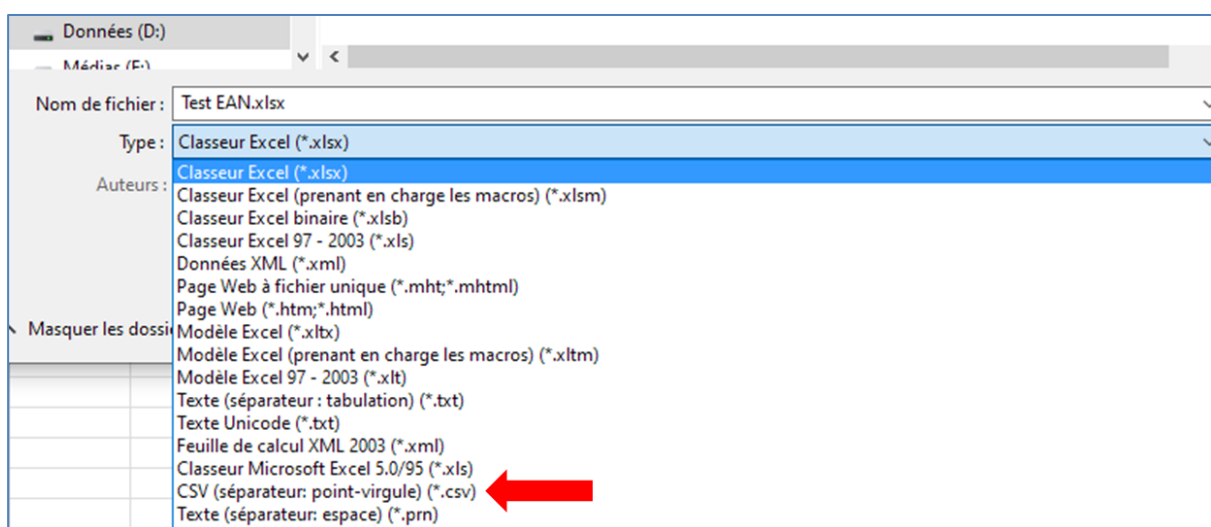 Données (D:)
Médias (E:)
Nom de fichier : Test EAN.xlsx
Type : Classeur Excel (*.xlsx)
Auteurs :
Classeur Excel (*.xlsx)
Classeur Excel (prenant en charge les macros) (*.xlsm)
Classeur Excel binaire (*.xlsb)
Classeur Excel 97 - 2003 (*.xls)
Données XML (*.xml)
Page Web à fichier unique (*.mht;*.mhtml)
Page Web (*.htm;*.html)
Masquer les dossi
Modèle Excel (*.xltx)
Modèle Excel (prenant en charge les macros) (*.xltm)
Modèle Excel 97 - 2003 (*.xlt)
Texte (séparateur : tabulation) (*.txt)
Texte Unicode (*.txt)
Feuille de calcul XML 2003 (*.xml)
Classeur Microsoft Excel 5.0/95 (*.xls)
CSV (séparateur: point-virgule) (*.csv)
Texte (séparateur: espace) (*.prn)